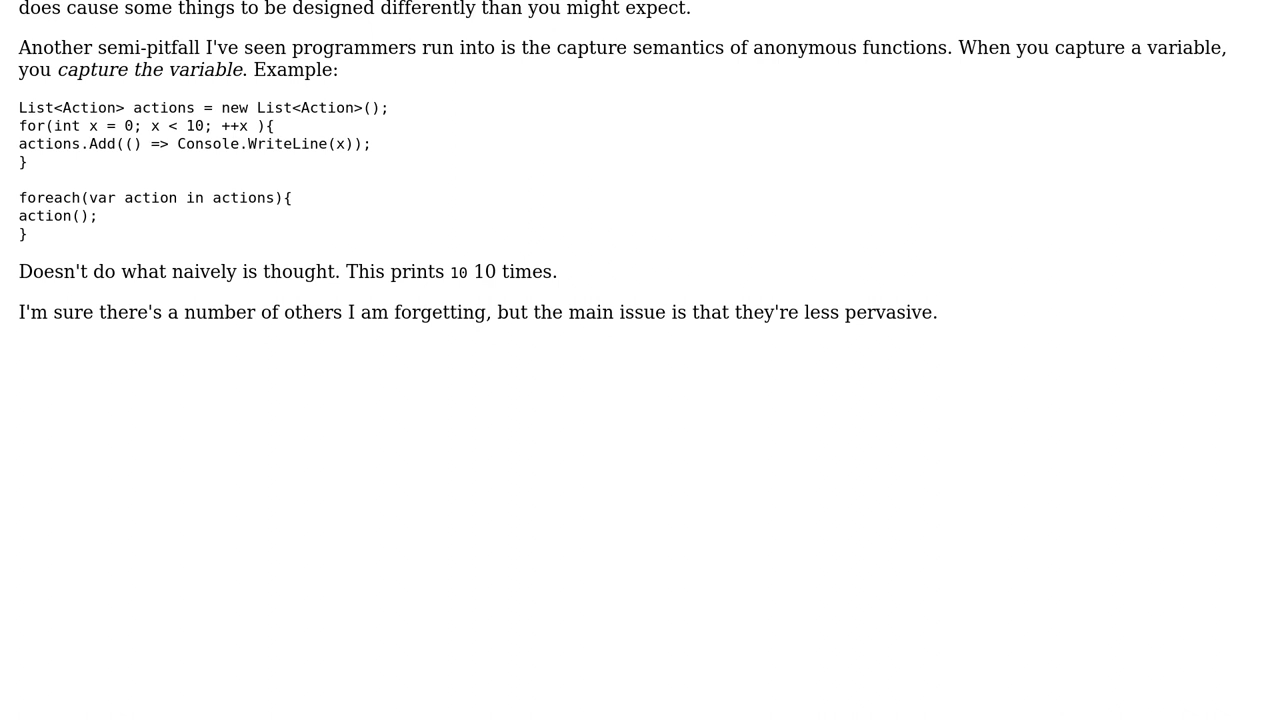 does cause some things to be designed differently than you might expect.
Another semi-pitfall I've seen programmers run into is the capture semantics of anonymous functions. When you capture a variable,
you capture the variable. Example:
List<Action> actions = new List<Action>();
for(int x = 0; x < 10; ++x ){
actions.Add(() => Console.WriteLine(x));
}
foreach(var action in actions){
action();
}
Doesn't do what naively is thought. This prints 10 10 times.
I'm sure there's a number of others I am forgetting, but the main issue is that they're less pervasive.